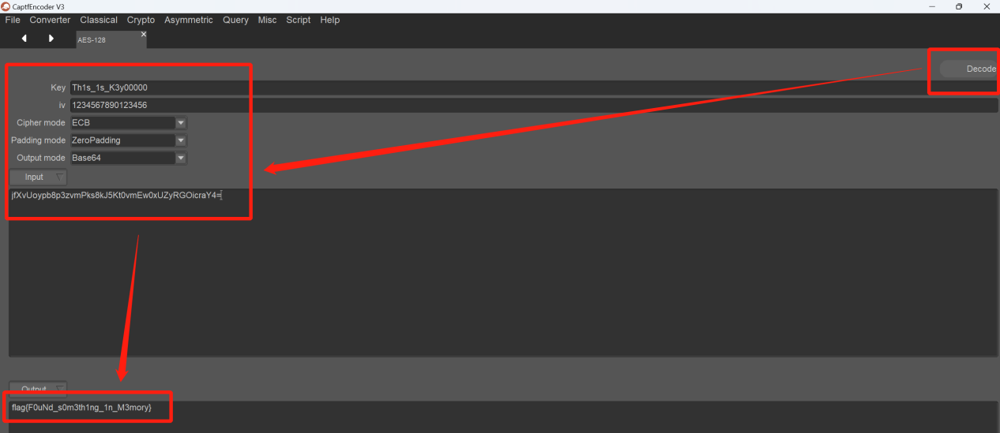 CaptfEncoder V3
File Converter Classical Crypto Asymmetric Query Misc Script Help
AES-128
Decode
Key Th1s_1s_K3y00000
iv 1234567890123456
Cipher mode ECB
Padding mode ZeroPadding
Output mode Base64
Input
jfXvUoypb8p3zvmPks8kJ5Kt0vmEw0xUZyRGOicraY4=
Output
flag{F0uNd_s0m3th1ng_1n_M3mory}